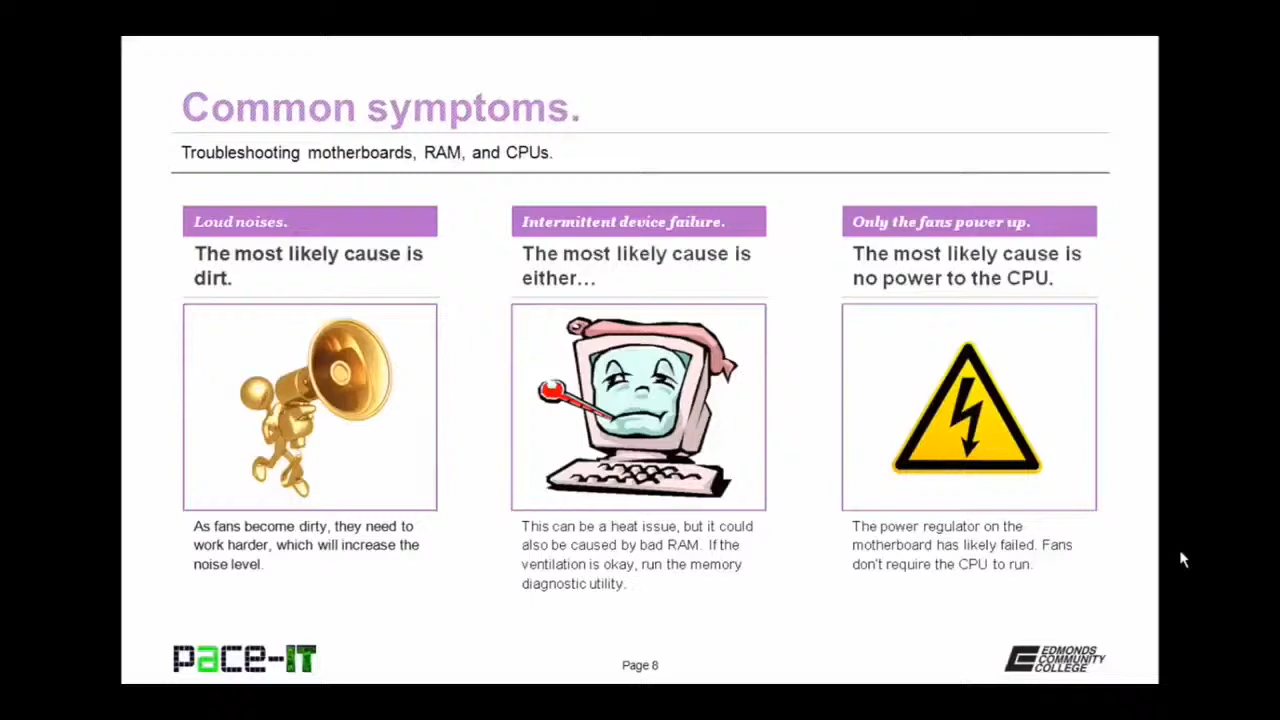 Common symptoms.
Troubleshooting motherboards, RAM, and CPUs.
Loud noises.
The most likely cause is
dirt.
As fans become dirty, they need to
work harder, which will increase the
noise level.
Intermittent device failure.
The most likely cause is
either…
This can be a heat issue, but it could
also be caused by bad RAM. If the
ventilation is okay, run the memory
diagnostic utility.
Only the fans power up.
The most likely cause is
no power to the CPU.
The power regulator on the
motherboard has likely failed. Fans
don't require the CPU to run.
pace-IT
Page 8
EDMONDS
COMMUNITY
COLLEGE